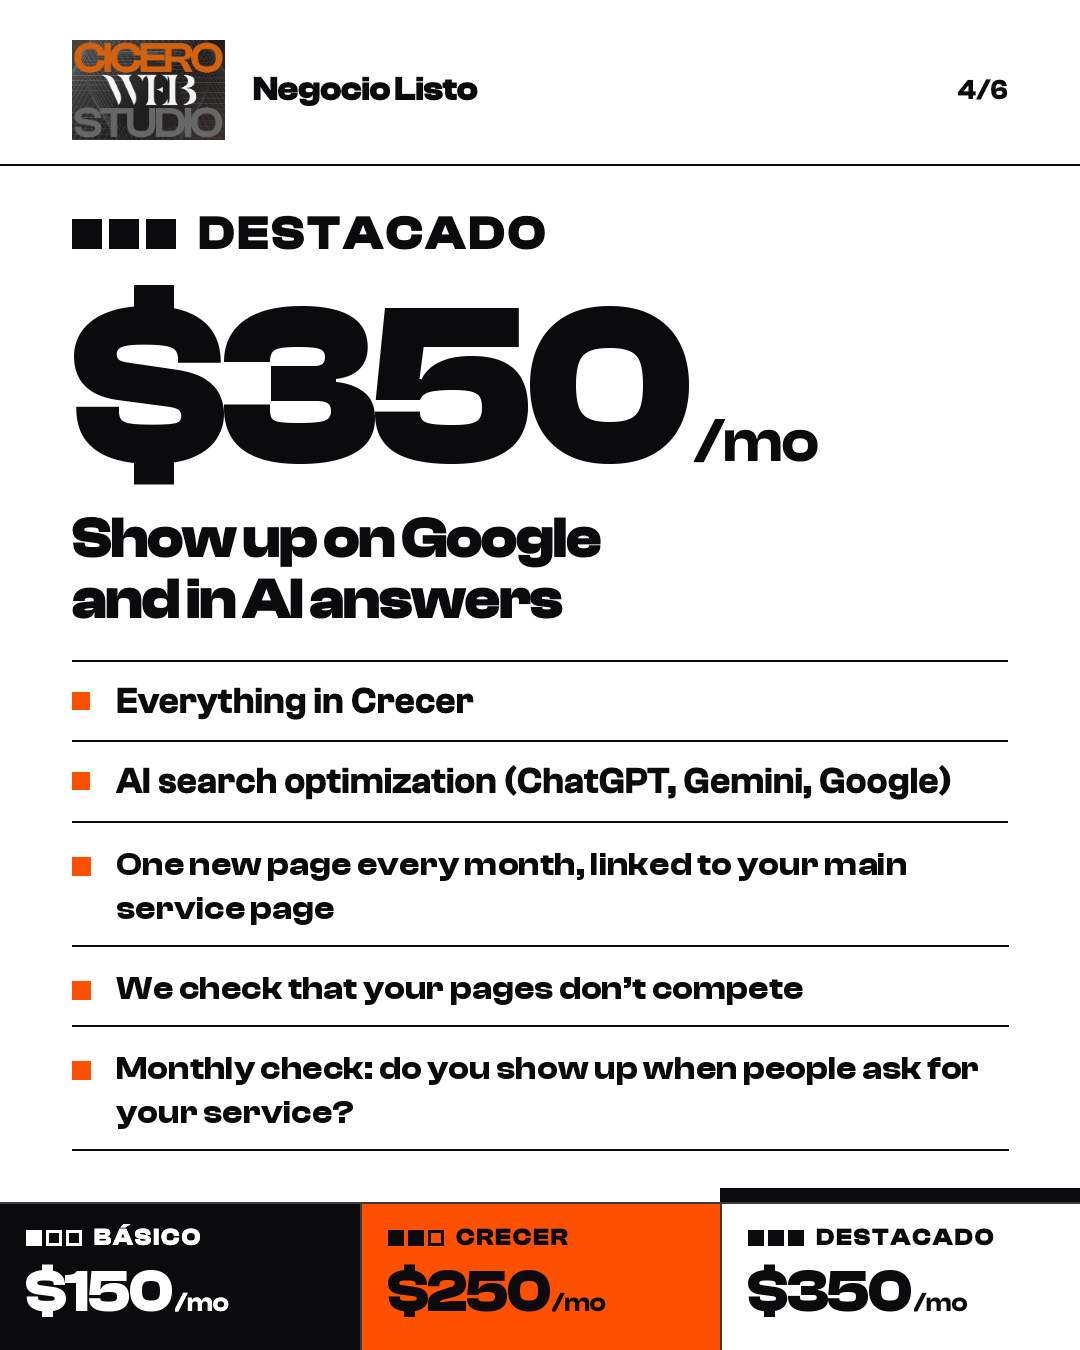 CICERO
WEB
STUDIO
Negocio Listo
4/6
DESTACADO
$350/mo
Show up on Google
and in AI answers
Everything in Crecer
AI search optimization (ChatGPT, Gemini, Google)
One new page every month, linked to your main
service page
We check that your pages don’t compete
Monthly check: do you show up when people ask for
your service?
BÁSICO
$150/mo
CRECER
$250/mo
DESTACADO
$350/mo